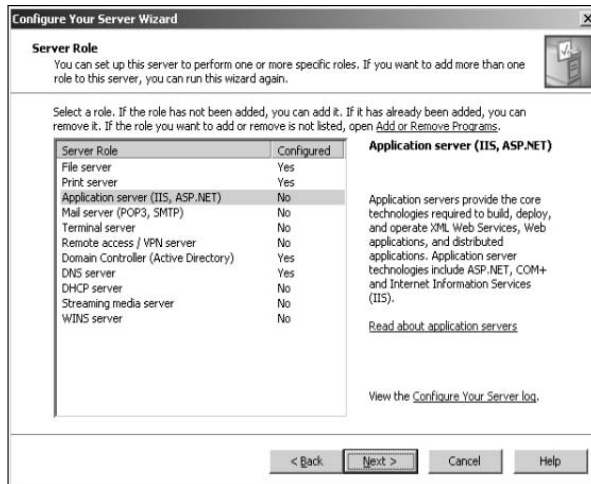 Configure Your Server Wizard
Server Role
You can set up this server to perform one or more specific roles. If you want to add more than one
role to this server, you can run this wizard again.
Select a role. If the role has not been added, you can add it. If it has already been added, you can
remove it. If the role you want to add or remove is not listed, open Add or Remove Programs.
Server Role Configured
File server Yes
Print server Yes
Application server (IIS, ASP.NET) No
Mail server (POP3, SMTP) No
Terminal server No
Remote access / VPN server No
Domain Controller (Active Directory) Yes
DNS server Yes
DHCP server No
Streaming media server No
WINS server No
Application server (IIS, ASP.NET)
Application servers provide the core
technologies required to build, deploy,
and operate XML Web Services, Web
applications, and distributed
applications. Application server
technologies include ASP.NET, COM+
and Internet Information Services
(IIS).
Read about application servers
View the Configure Your Server log.
< Back
Next >
Cancel
Help